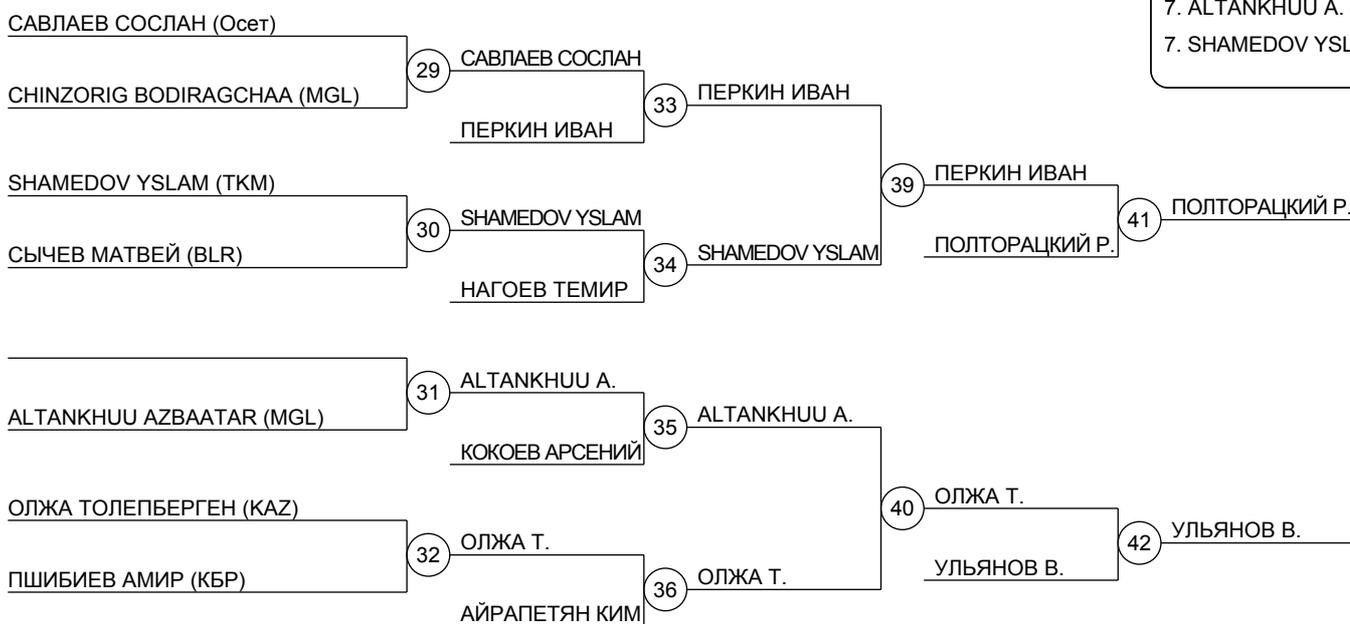 7. ALTANKHUU A.
7. SHAMEDOV YSL
САВЛАЕВ СОСЛАН (Осет)
29
САВЛАЕВ СОСЛАН
CHINZORIG BODIRAGCHAA (MGL)
33
ПЕРКИН ИВАН
ПЕРКИН ИВАН
SHAMEDOV YSLAM (TKM)
39
ПЕРКИН ИВАН
30
SHAMEDOV YSLAM
41
ПОЛТОРАЦКИЙ Р.
СЫЧЕВ МАТВЕЙ (BLR)
34
SHAMEDOV YSLAM
ПОЛТОРАЦКИЙ Р.
НАГОЕВ ТЕМИР
31
ALTANKHUU A.
ALTANKHUU AZBAATAR (MGL)
35
ALTANKHUU A.
КОКОЕВ АРСЕНИЙ
ОЛЖА ТОЛЕПБЕРГЕН (KAZ)
40
ОЛЖА Т.
32
ОЛЖА Т.
42
УЛЬЯНОВ В.
ПШИБИЕВ АМИР (КБР)
36
ОЛЖА Т.
УЛЬЯНОВ В.
АЙРАПЕТЯН КИМ